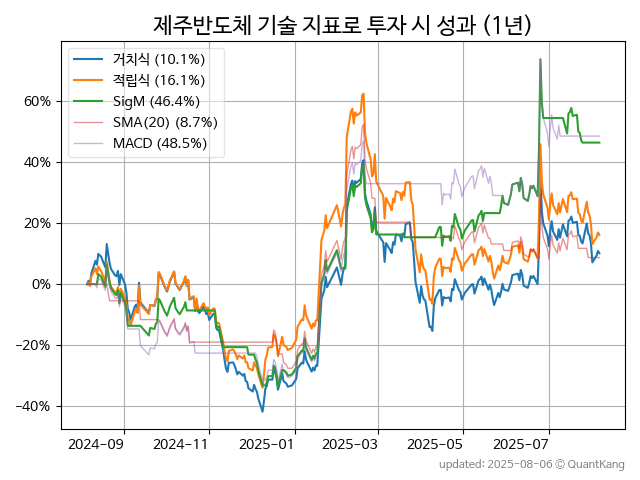 제주반도체 기술 지표로 투자 시 성과 (1년)
거치식 (10.1%)
적립식 (16.1%)
SigM (46.4%)
SMA(20) (8.7%)
MACD (48.5%)
60%
40%
20%
0%
−20%
−40%
2024-09 2024-11 2025-01 2025-03 2025-05 2025-07
updated: 2025-08-06 © QuantKang